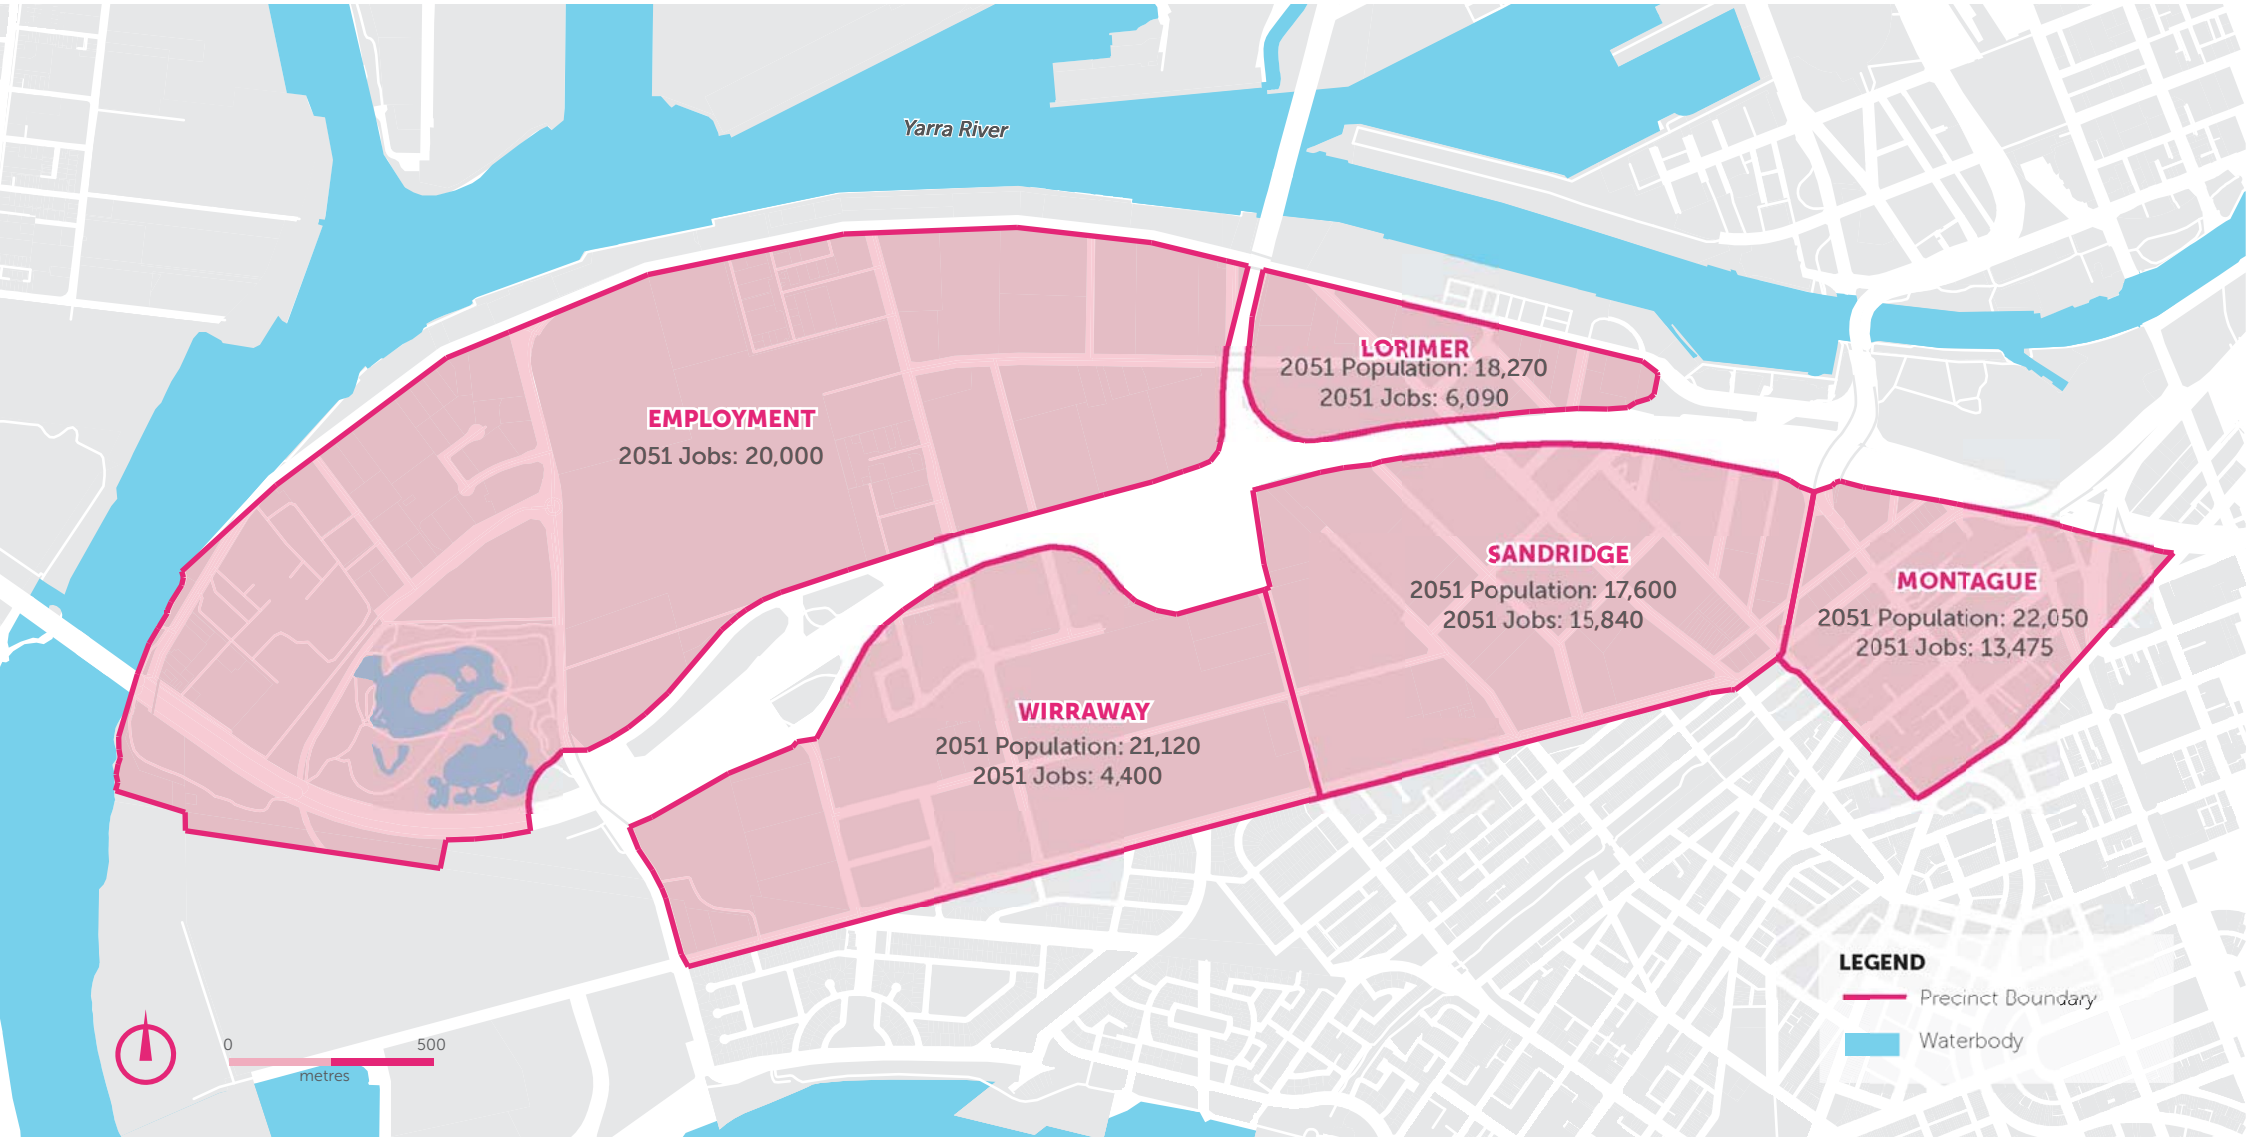 Yarra River
LORIMER
2051 Population: 18,270
2051 Jobs: 6,090
EMPLOYMENT
2051 Jobs: 20,000
SANDRIDGE
2051 Population: 17,600
2051 Jobs: 15,840
MONTAGUE
2051 Population: 22,050
2051 Jobs: 13,475
WIRRAWAY
2051 Population: 21,120
2051 Jobs: 4,400
LEGEND
Precinct Boundary
Waterbody
0 500
metres